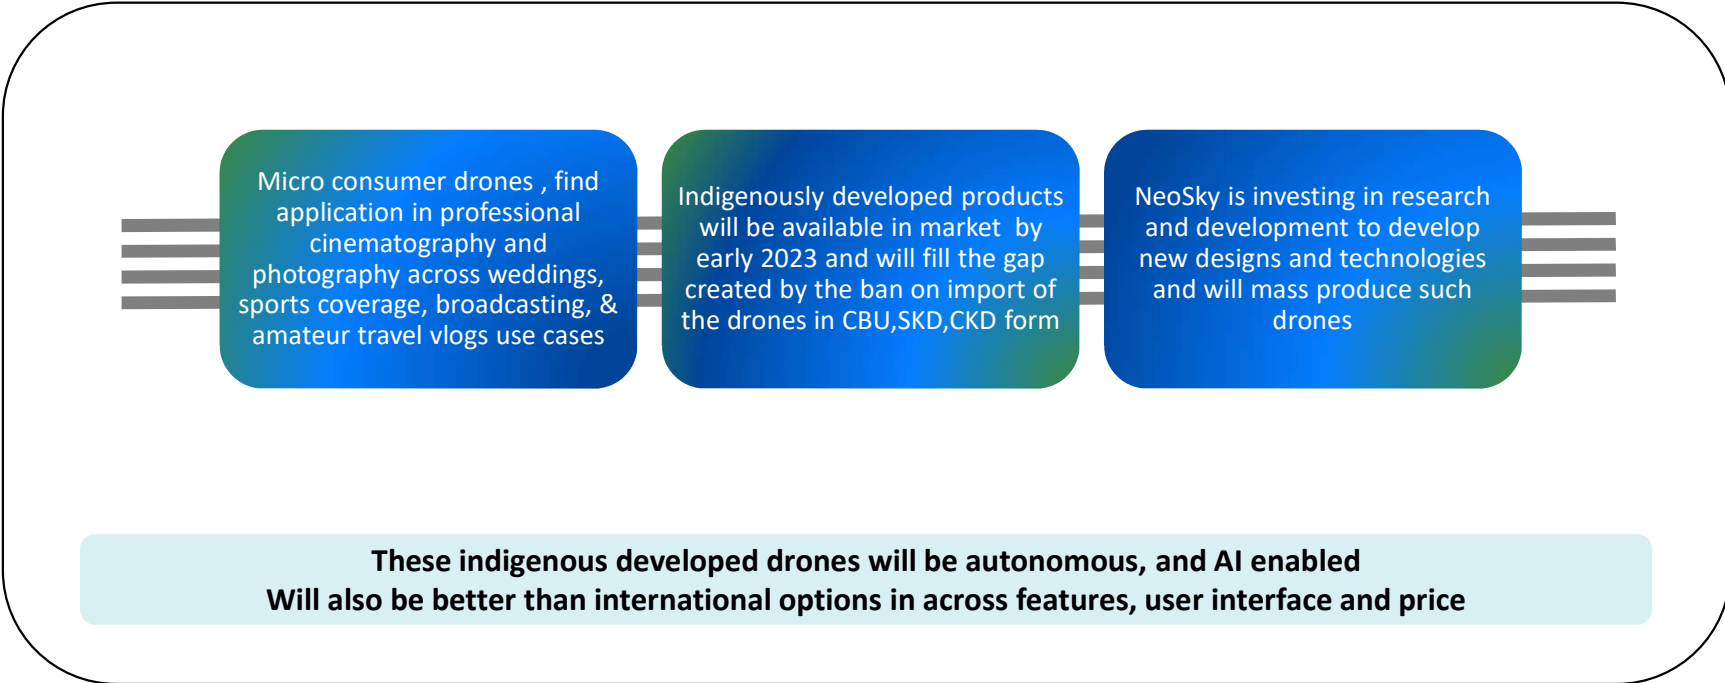 Micro consumer drones , find
application in professional
cinematography and
photography across weddings,
sports coverage, broadcasting, &
amateur travel vlogs use cases
Indigenously developed products
will be available in market by
early 2023 and will fill the gap
created by the ban on import of
the drones in CBU,SKD,CKD form
NeoSky is investing in research
and development to develop
new designs and technologies
and will mass produce such
drones
These indigenous developed drones will be autonomous, and AI enabled
Will also be better than international options in across features, user interface and price